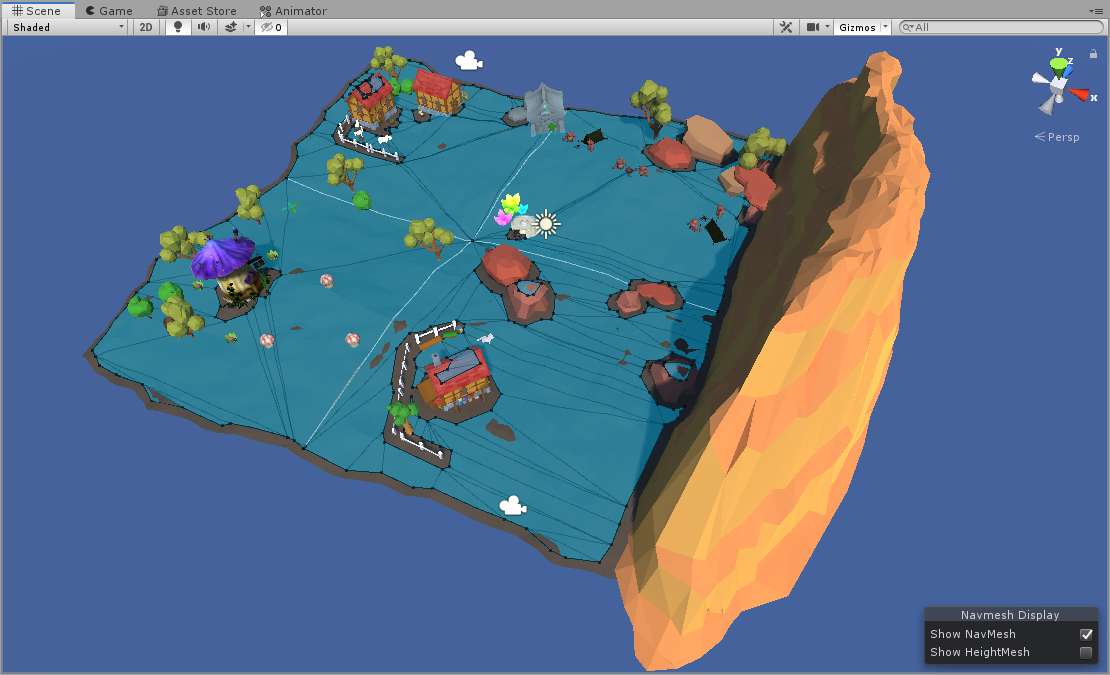 Scene Game Asset Store Animator
Shaded 2D 0 Gizmos All
y
z
x
Persp
Navmesh Display
Show NavMesh
Show HeightMesh